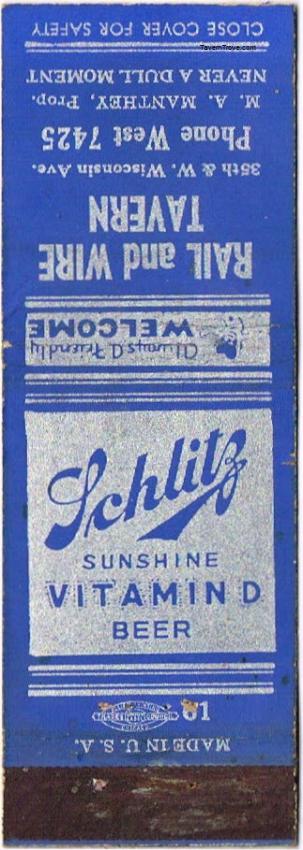 TavernTrove.com
Always a Friendly
WELCOME
RAIL and WIRE
TAVERN
35th & W. Wisconsin Ave.
Phone West 7425
M. A. MANTHEY, Prop.
NEVER A DULL MOMENT
CLOSE COVER FOR SAFETY
Schlitz
SUNSHINE
VITAMIN D
BEER
MADE IN U. S. A.
10